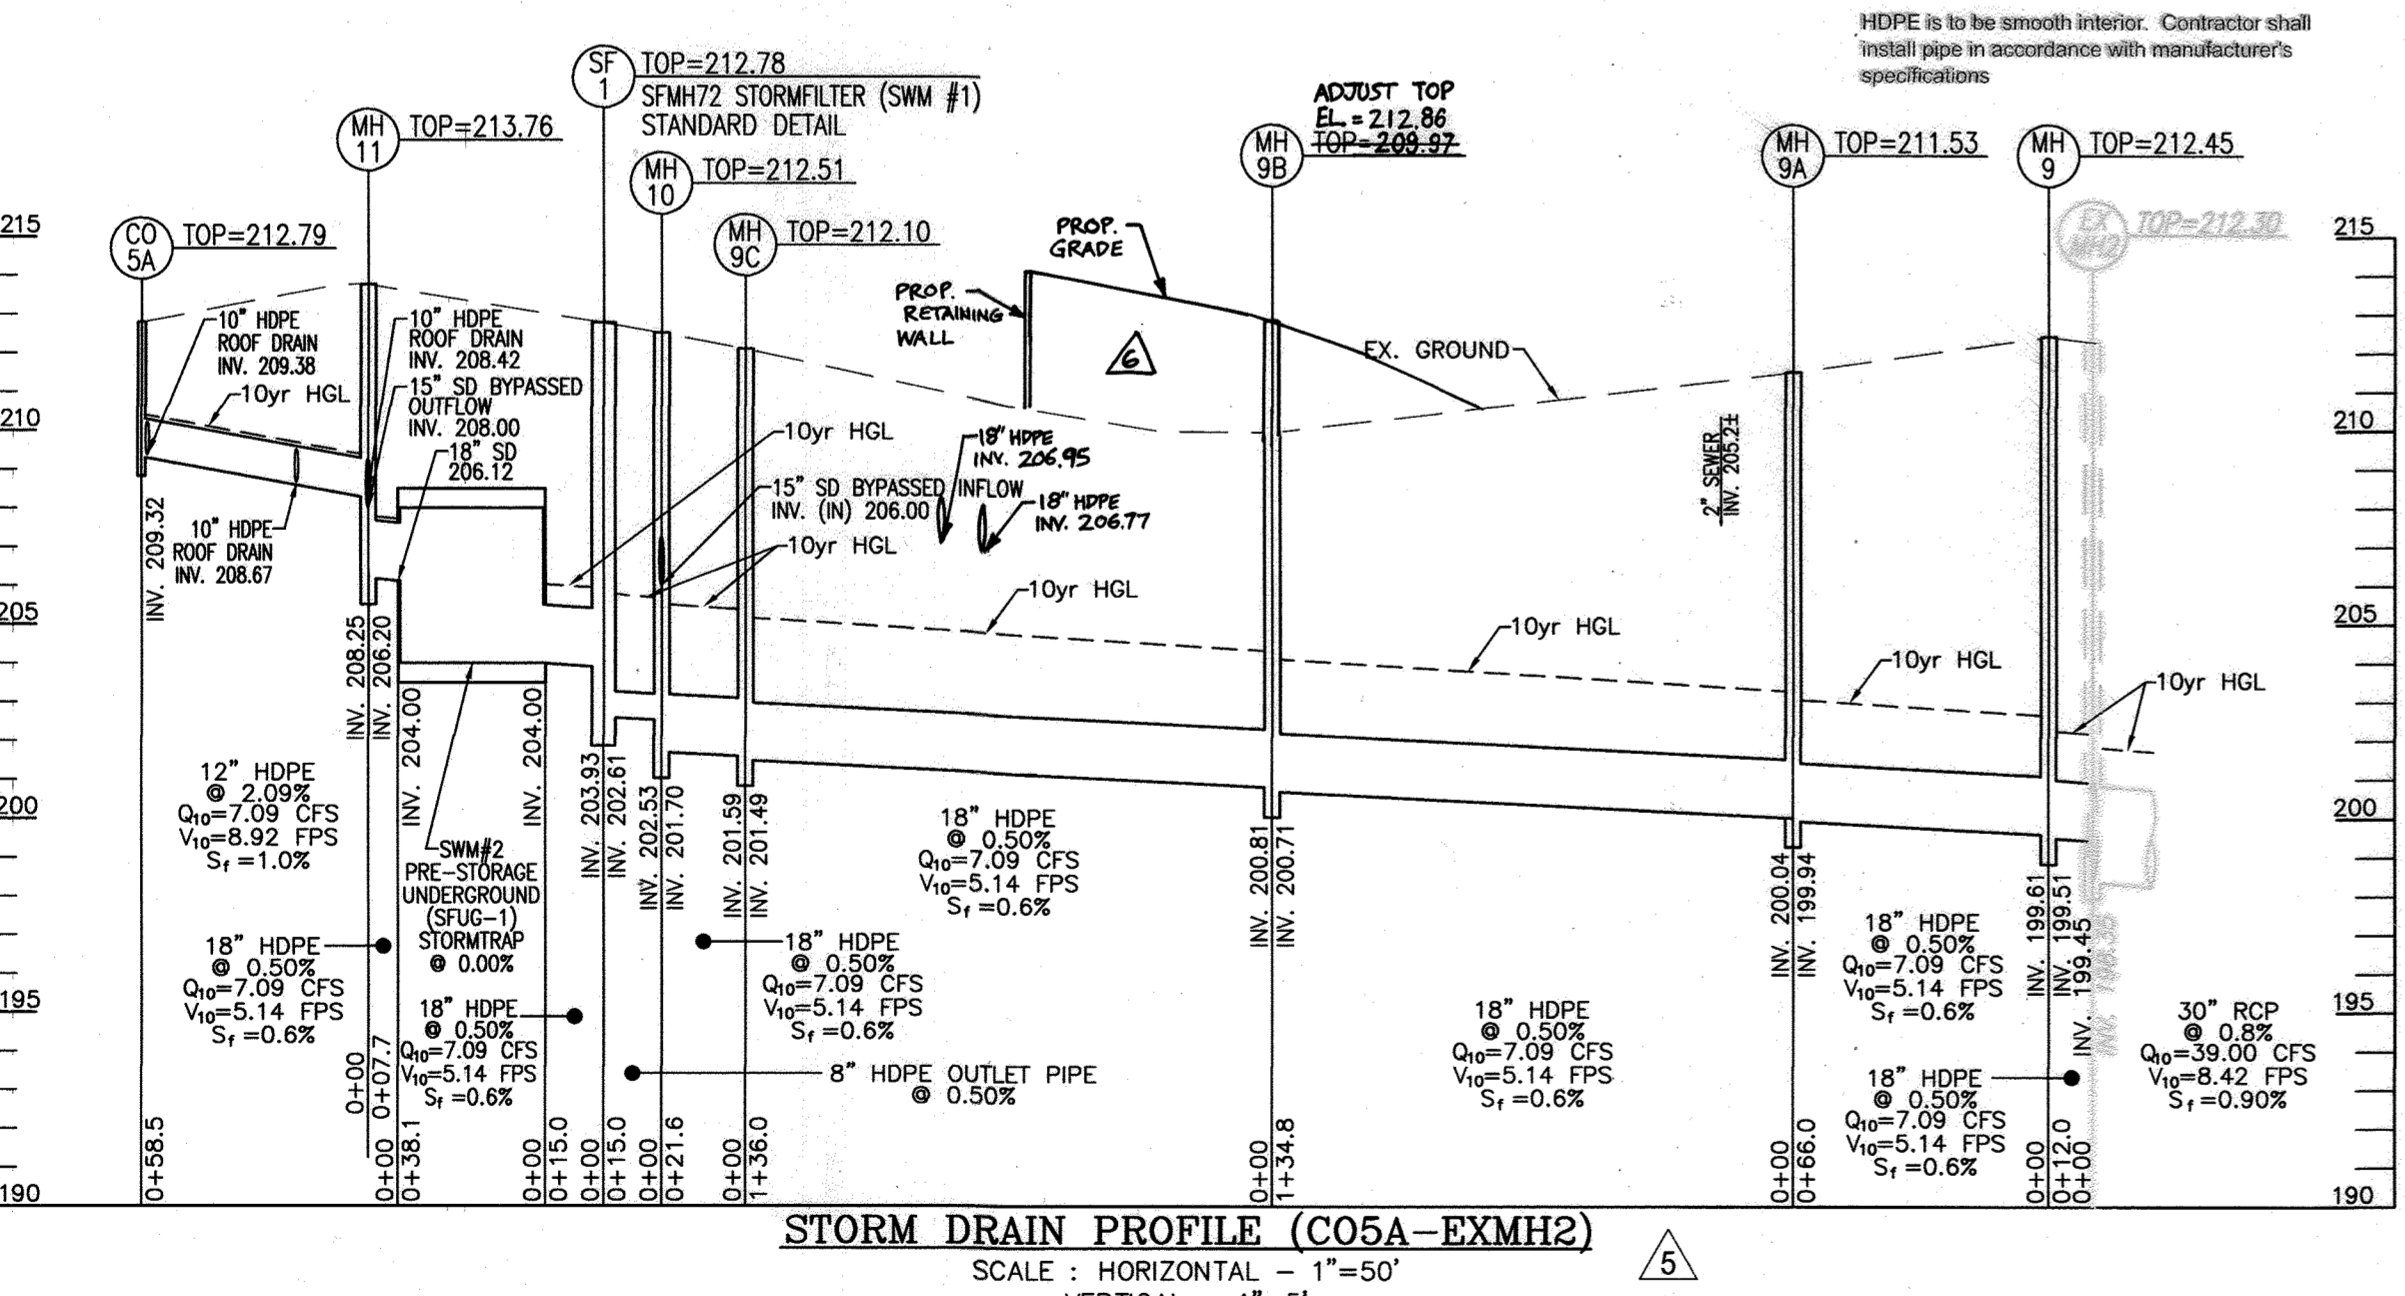 HDPE is to be smooth interior. Contractor shall
install pipe in accordance with manufacturer's
specifications
SF
1
TOP=212.78
SFMH72 STORMFILTER (SWM #1)
STANDARD DETAIL
MH
11
TOP=213.76
MH
10
TOP=212.51
ADJUST TOP
EL.=212.86
TOP=209.97
MH
9B
MH
9A
TOP=211.53
MH
9
TOP=212.45
CO
5A
TOP=212.79
MH
9C
TOP=212.10
EX
MH2
TOP=212.30
215
210
205
200
195
190
215
210
205
200
195
190
PROP.
GRADE
PROP.
RETAINING
WALL
6
EX. GROUND
10" HDPE
ROOF DRAIN
INV. 209.38
10yr HGL
10" HDPE
ROOF DRAIN
INV. 208.42
15" SD BYPASSED
OUTFLOW
INV. 208.00
18" SD
206.12
10" HDPE
ROOF DRAIN
INV. 208.67
10yr HGL
18" HDPE
INV. 206.95
15" SD BYPASSED INFLOW
INV. (IN) 206.00
18" HDPE
INV. 206.77
10yr HGL
10yr HGL
10yr HGL
10yr HGL
10yr HGL
2" SEWER
INV. 205.2±
INV. 209.32
INV. 208.25
INV. 206.20
INV. 204.00
INV. 204.00
INV. 203.93
INV. 202.61
INV. 202.53
INV. 201.70
INV. 201.59
INV. 201.49
INV. 200.81
INV. 200.71
INV. 200.04
INV. 199.94
INV. 199.61
INV. 199.51
INV. 199.45
12" HDPE
@ 2.09%
Q10=7.09 CFS
V10=8.92 FPS
Sf=1.0%
18" HDPE
@ 0.50%
Q10=7.09 CFS
V10=5.14 FPS
Sf=0.6%
SWM#2
PRE-STORAGE
UNDERGROUND
(SFUG-1)
STORMTRAP
@ 0.00%
18" HDPE
@ 0.50%
Q10=7.09 CFS
V10=5.14 FPS
Sf=0.6%
18" HDPE
@ 0.50%
Q10=7.09 CFS
V10=5.14 FPS
Sf=0.6%
18" HDPE
@ 0.50%
Q10=7.09 CFS
V10=5.14 FPS
Sf=0.6%
8" HDPE OUTLET PIPE
@ 0.50%
18" HDPE
@ 0.50%
Q10=7.09 CFS
V10=5.14 FPS
Sf=0.6%
18" HDPE
@ 0.50%
Q10=7.09 CFS
V10=5.14 FPS
Sf=0.6%
18" HDPE
@ 0.50%
Q10=7.09 CFS
V10=5.14 FPS
Sf=0.6%
30" RCP
@ 0.8%
Q10=39.00 CFS
V10=8.42 FPS
Sf=0.90%
0+58.5
0+00
0+07.7
0+00
0+38.1
0+00
0+15.0
0+00
0+15.0
0+00
0+21.6
0+00
1+36.0
0+00
1+34.8
0+00
0+66.0
0+00
0+12.0
0+00
STORM DRAIN PROFILE (CO5A-EXMH2)
5
SCALE : HORIZONTAL - 1"=50'